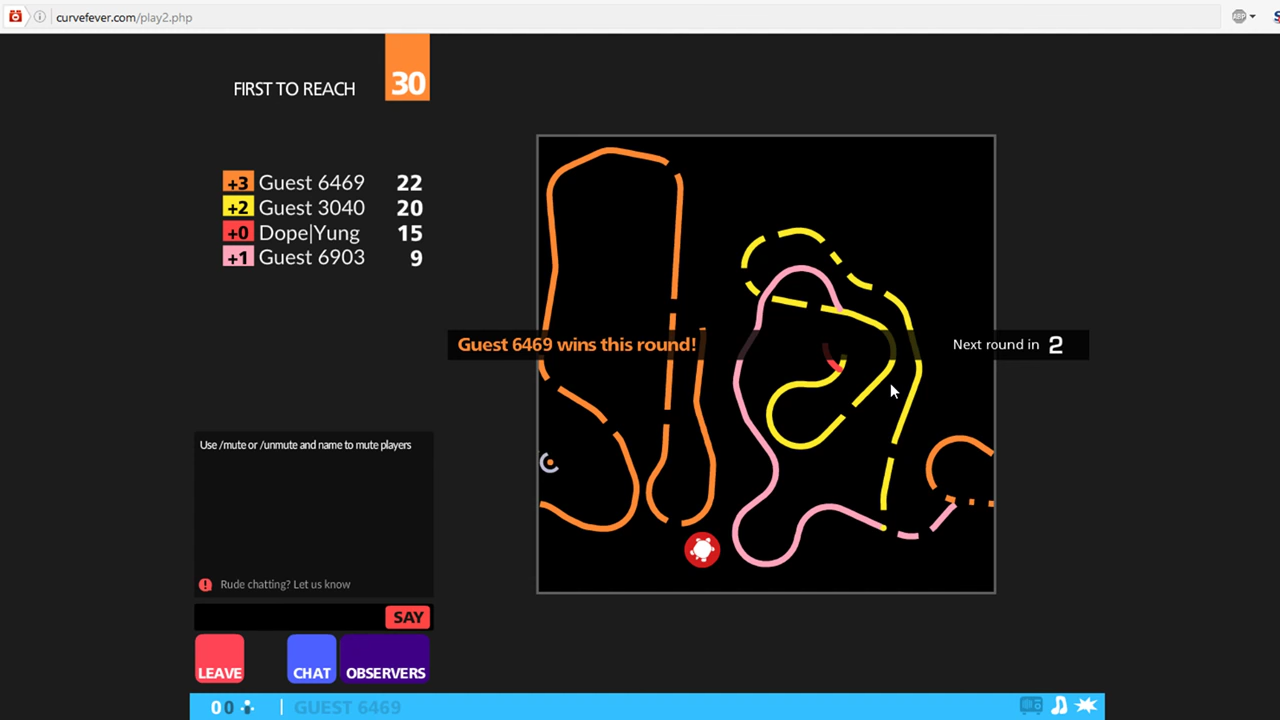 curvefever.com/play2.php
ABP
FIRST TO REACH
30
+3 Guest 6469 22
+2 Guest 3040 20
+0 Dope|Yung 15
+1 Guest 6903 9
Guest 6469 wins this round!
Next round in 2
Use /mute or /unmute and name to mute players
! Rude chatting? Let us know
SAY
LEAVE
CHAT
OBSERVERS
00
GUEST 6469